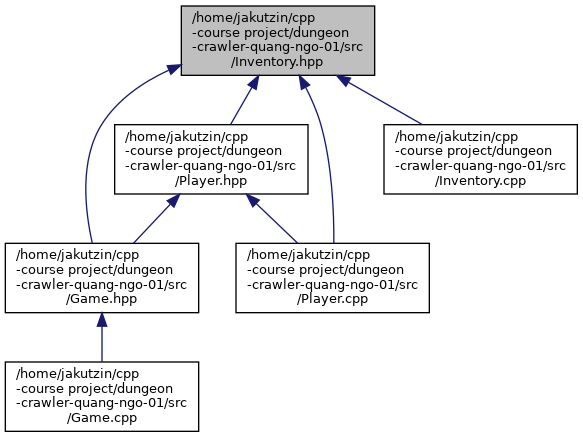 /home/jakutzin/cpp
-course project/dungeon
-crawler-quang-ngo-01/src
/Inventory.hpp
/home/jakutzin/cpp
-course project/dungeon
-crawler-quang-ngo-01/src
/Player.hpp
/home/jakutzin/cpp
-course project/dungeon
-crawler-quang-ngo-01/src
/Inventory.cpp
/home/jakutzin/cpp
-course project/dungeon
-crawler-quang-ngo-01/src
/Game.hpp
/home/jakutzin/cpp
-course project/dungeon
-crawler-quang-ngo-01/src
/Player.cpp
/home/jakutzin/cpp
-course project/dungeon
-crawler-quang-ngo-01/src
/Game.cpp